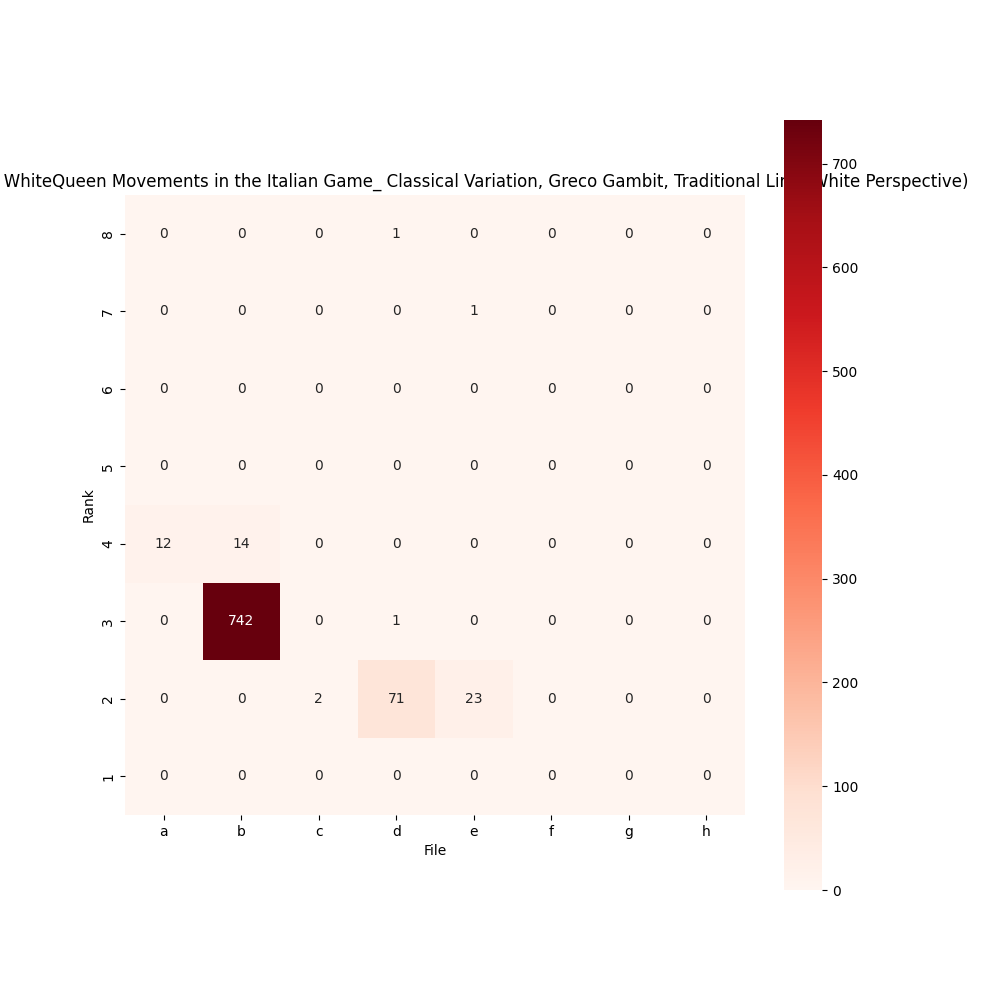 WhiteQueen Movements in the Italian Game_ Classical Variation, Greco Gambit, Traditional Perspective)
700
600
500
400
300
200
100
0
Rank
8 0 0 0 1 0 0 0 0
7 0 0 0 0 1 0 0 0
6 0 0 0 0 0 0 0 0
5 0 0 0 0 0 0 0 0
4 12 14 0 0 0 0 0 0
3 0 742 0 1 0 0 0 0
2 0 0 2 71 23 0 0 0
1 0 0 0 0 0 0 0 0
a b c d e f g h
File